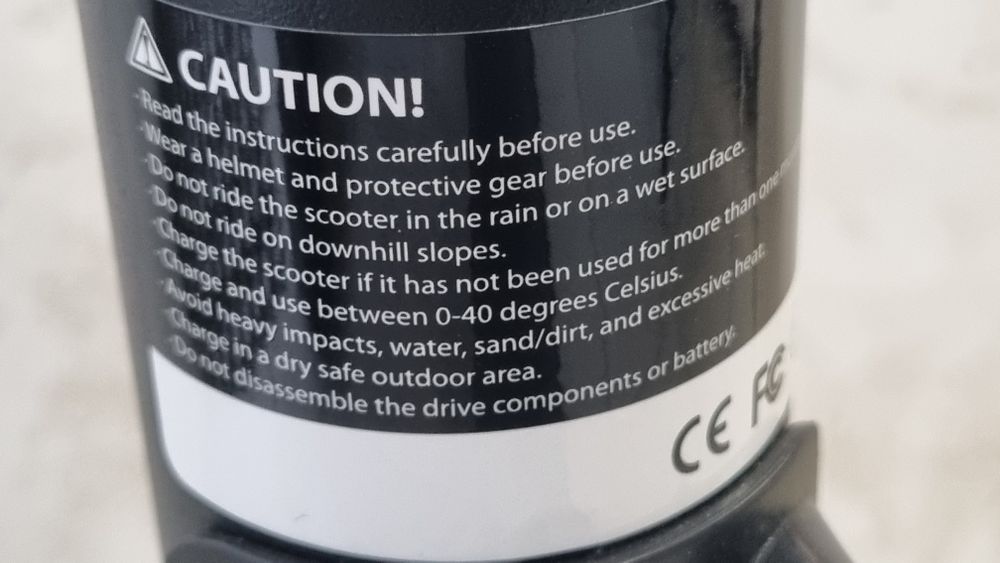 CAUTION!
- Read the instructions carefully before use.
- Wear a helmet and protective gear before use.
- Do not ride the scooter in the rain or on a wet surface.
- Do not ride on downhill slopes.
- Charge the scooter if it has not been used for more than one
- Charge and use between 0-40 degrees Celsius.
- Avoid heavy impacts, water, sand/dirt, and excessive heat.
- Charge in a dry safe outdoor area.
- Do not disassemble the drive components or battery.
CE FC